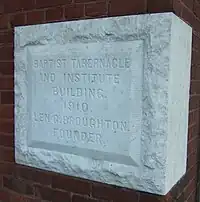 BAPTIST TABERNACLE
AND INSTITUTE
BUILDING.
1910.
LEN G. BROUGHTON,
FOUNDER.